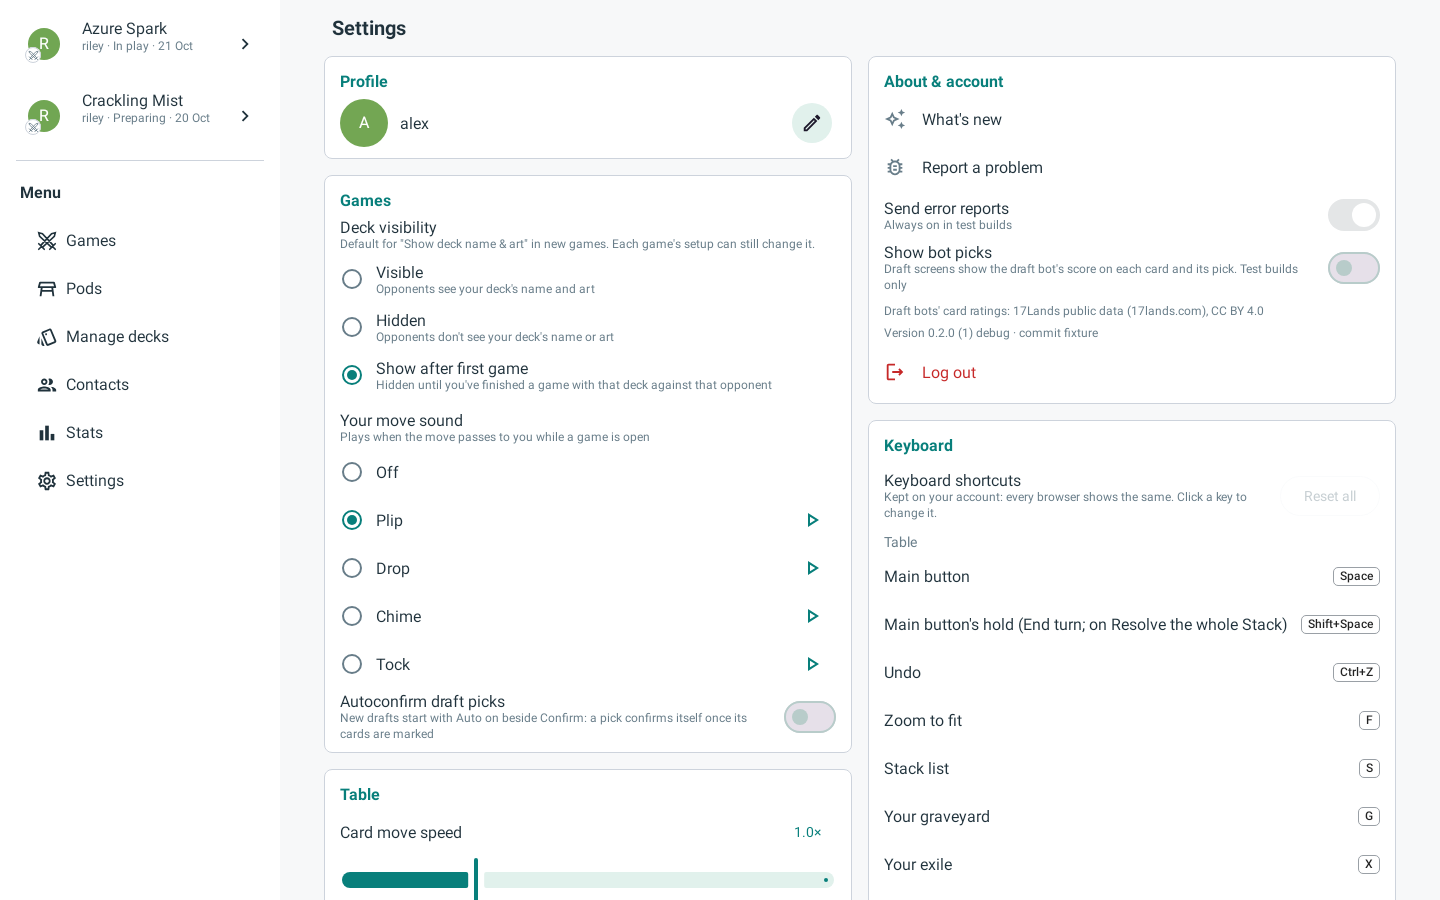 R
Azure Spark
riley · In play · 21 Oct
R
Crackling Mist
riley · Preparing · 20 Oct
Menu
Games
Pods
Manage decks
Contacts
Stats
Settings
Settings
Profile
A
alex
Games
Deck visibility
Default for "Show deck name & art" in new games. Each game's setup can still change it.
Visible
Opponents see your deck's name and art
Hidden
Opponents don't see your deck's name or art
Show after first game
Hidden until you've finished a game with that deck against that opponent
Your move sound
Plays when the move passes to you while a game is open
Off
Plip
Drop
Chime
Tock
Autoconfirm draft picks
New drafts start with Auto on beside Confirm: a pick confirms itself once its
cards are marked
Table
Card move speed
1.0×
About & account
What's new
Report a problem
Send error reports
Always on in test builds
Show bot picks
Draft screens show the draft bot's score on each card and its pick. Test builds
only
Draft bots' card ratings: 17Lands public data (17lands.com), CC BY 4.0
Version 0.2.0 (1) debug · commit fixture
Log out
Keyboard
Keyboard shortcuts
Kept on your account: every browser shows the same. Click a key to
change it.
Reset all
Table
Main button
Space
Main button's hold (End turn; on Resolve the whole Stack)
Shift+Space
Undo
Ctrl+Z
Zoom to fit
F
Stack list
S
Your graveyard
G
Your exile
X